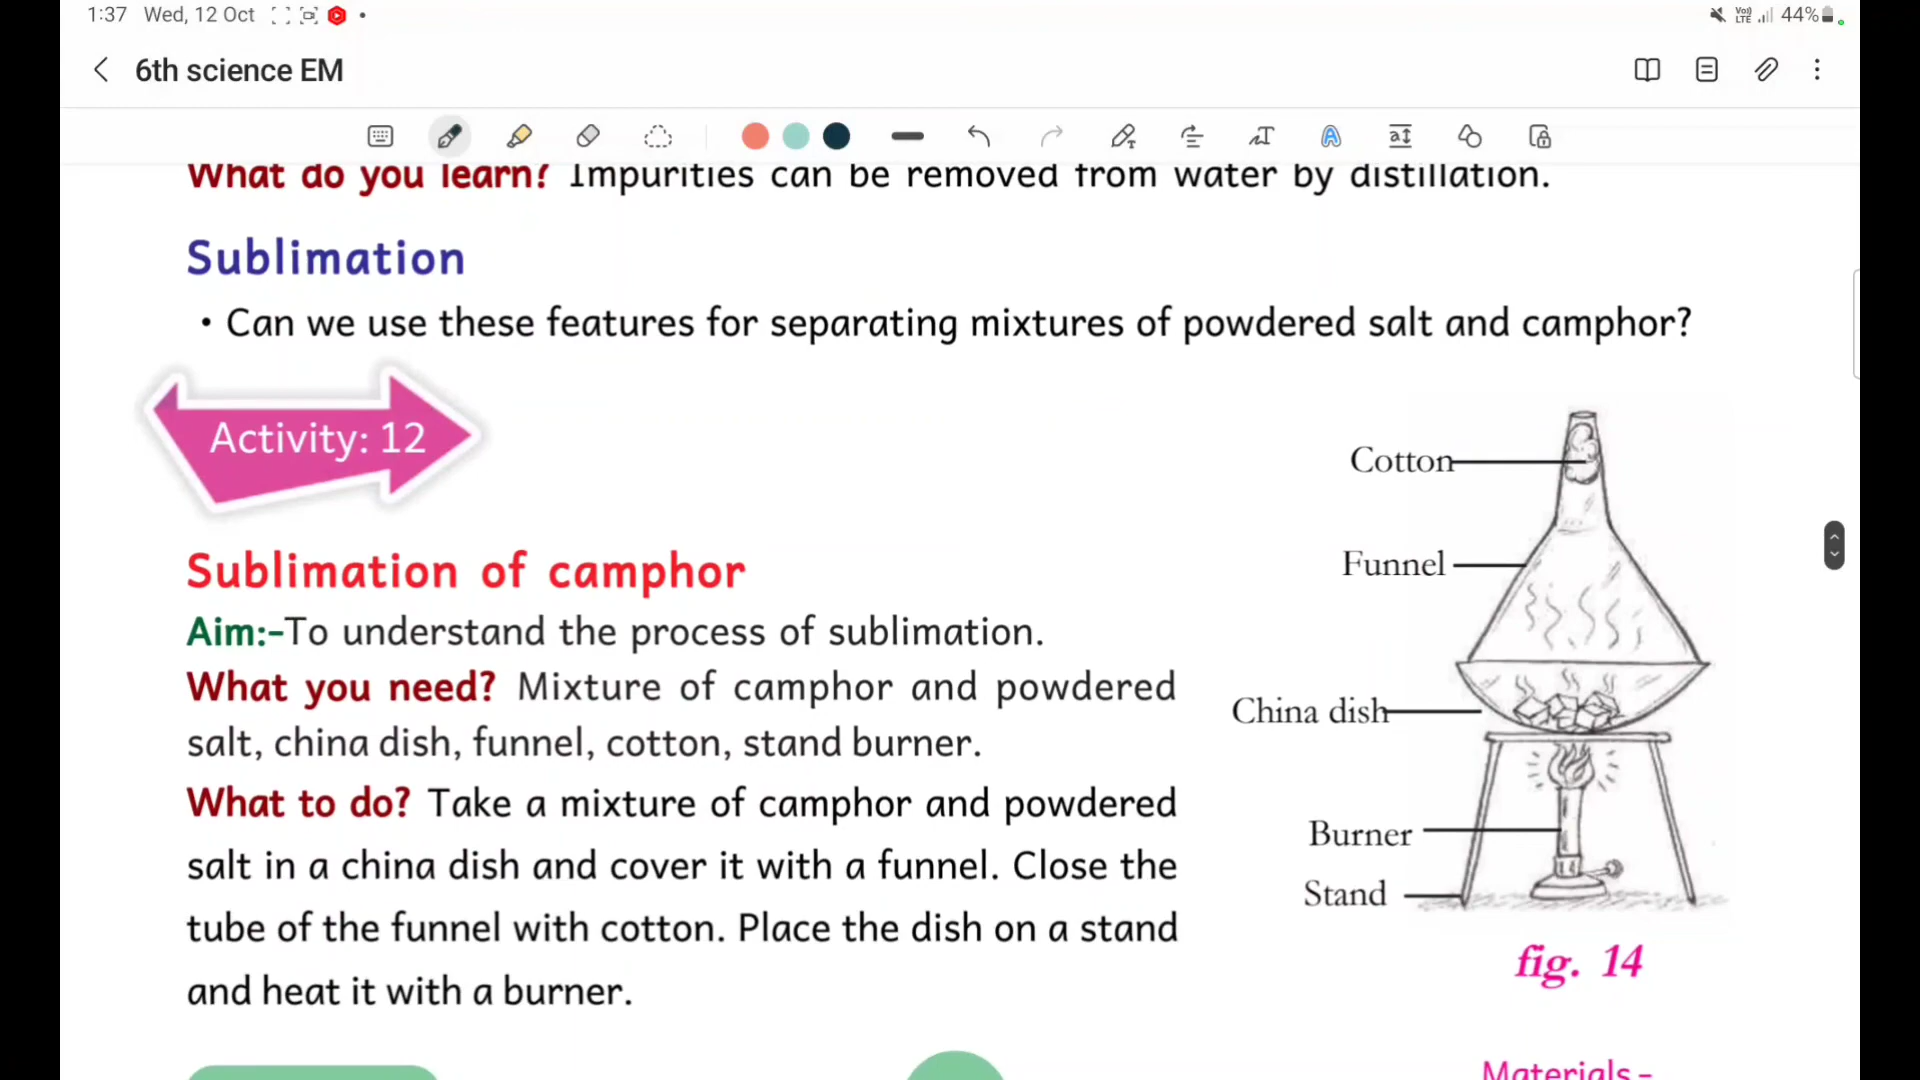 1:37 Wed, 12 Oct
Vo)) LTE 44%
6th science EM
What do you learn? Impurities can be removed from water by distillation.
Sublimation
• Can we use these features for separating mixtures of powdered salt and camphor?
Activity: 12
Sublimation of camphor
Aim:-To understand the process of sublimation.
What you need? Mixture of camphor and powdered
salt, china dish, funnel, cotton, stand burner.
What to do? Take a mixture of camphor and powdered
salt in a china dish and cover it with a funnel. Close the
tube of the funnel with cotton. Place the dish on a stand
and heat it with a burner.
Cotton
Funnel
China dish
Burner
Stand
fig. 14
Materials -